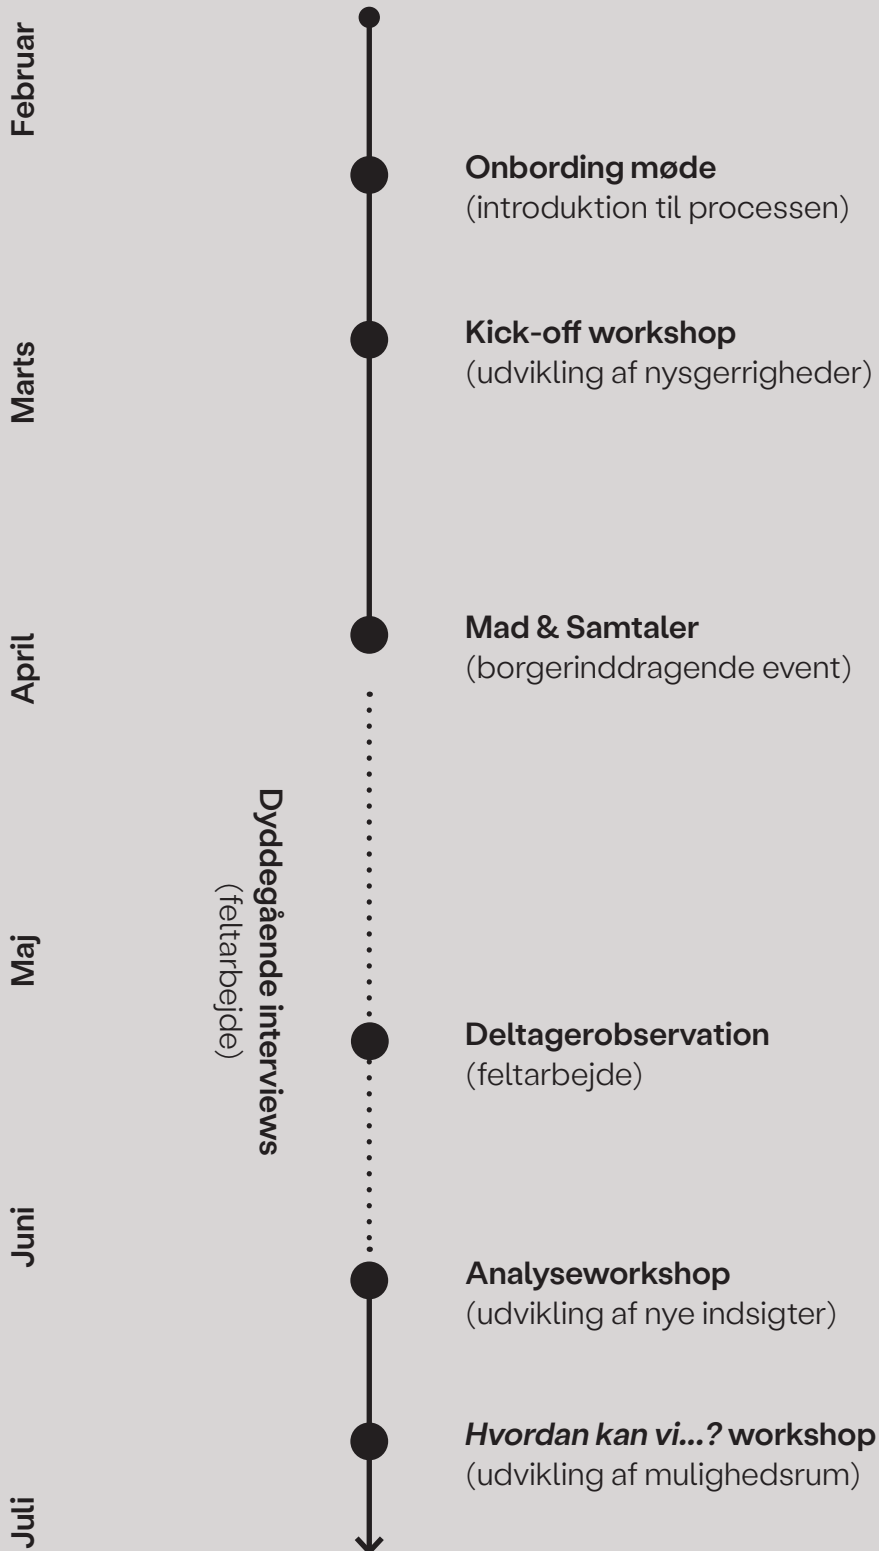 Februar
Onbording møde
(introduktion til processen)
Kick-off workshop
(udvikling af nysgerrigheder)
Marts
Mad & Samtaler
(borgerinddragende event)
April
Dyddegående interviews
(feltarbejde)
Maj
Deltagerobservation
(feltarbejde)
Juni
Analyseworkshop
(udvikling af nye indsigter)
Hvordan kan vi...? workshop
(udvikling af mulighedsrum)
Juli